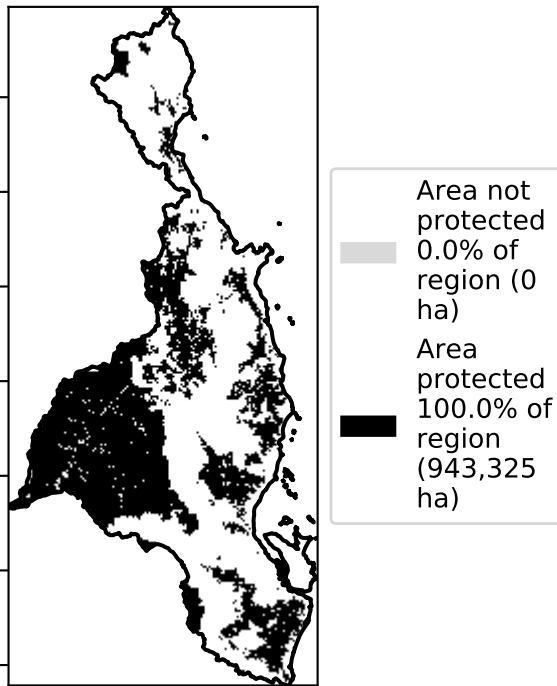 Area not
protected
0.0% of
region (0
ha)
Area
protected
100.0% of
region
(943,325
ha)